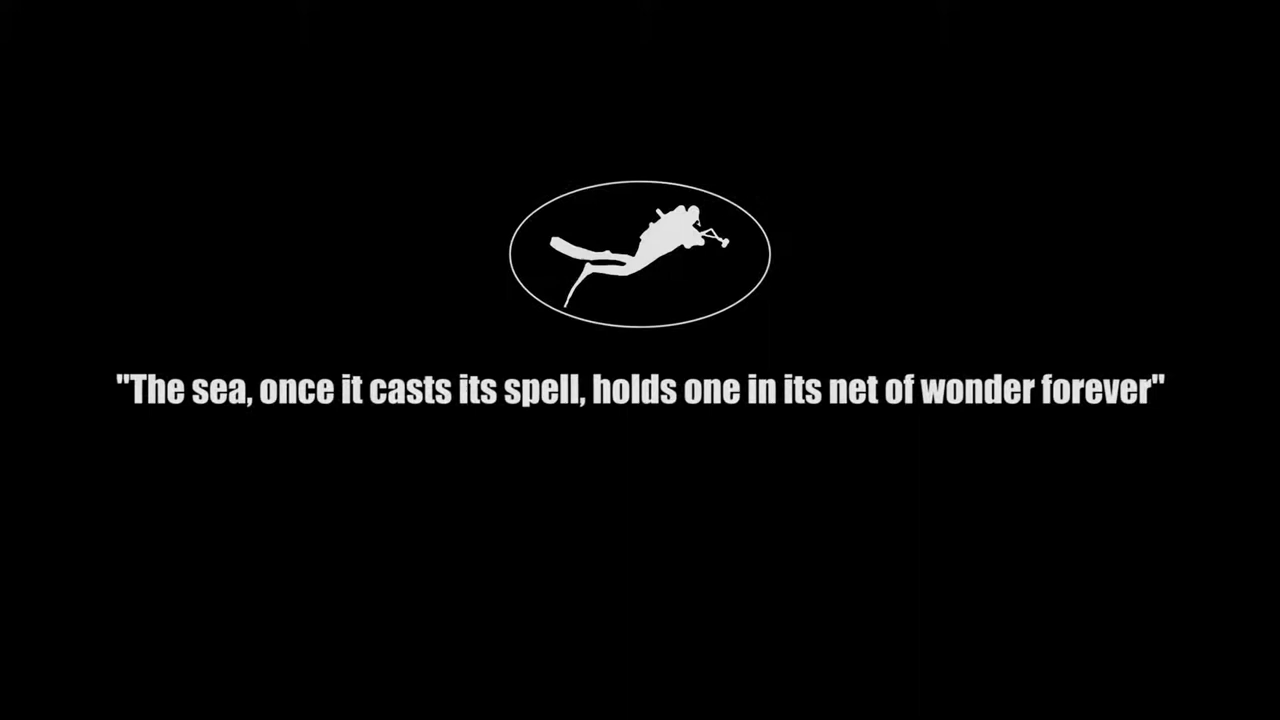 "The sea, once it casts its spell, holds one in its net of wonder forever"